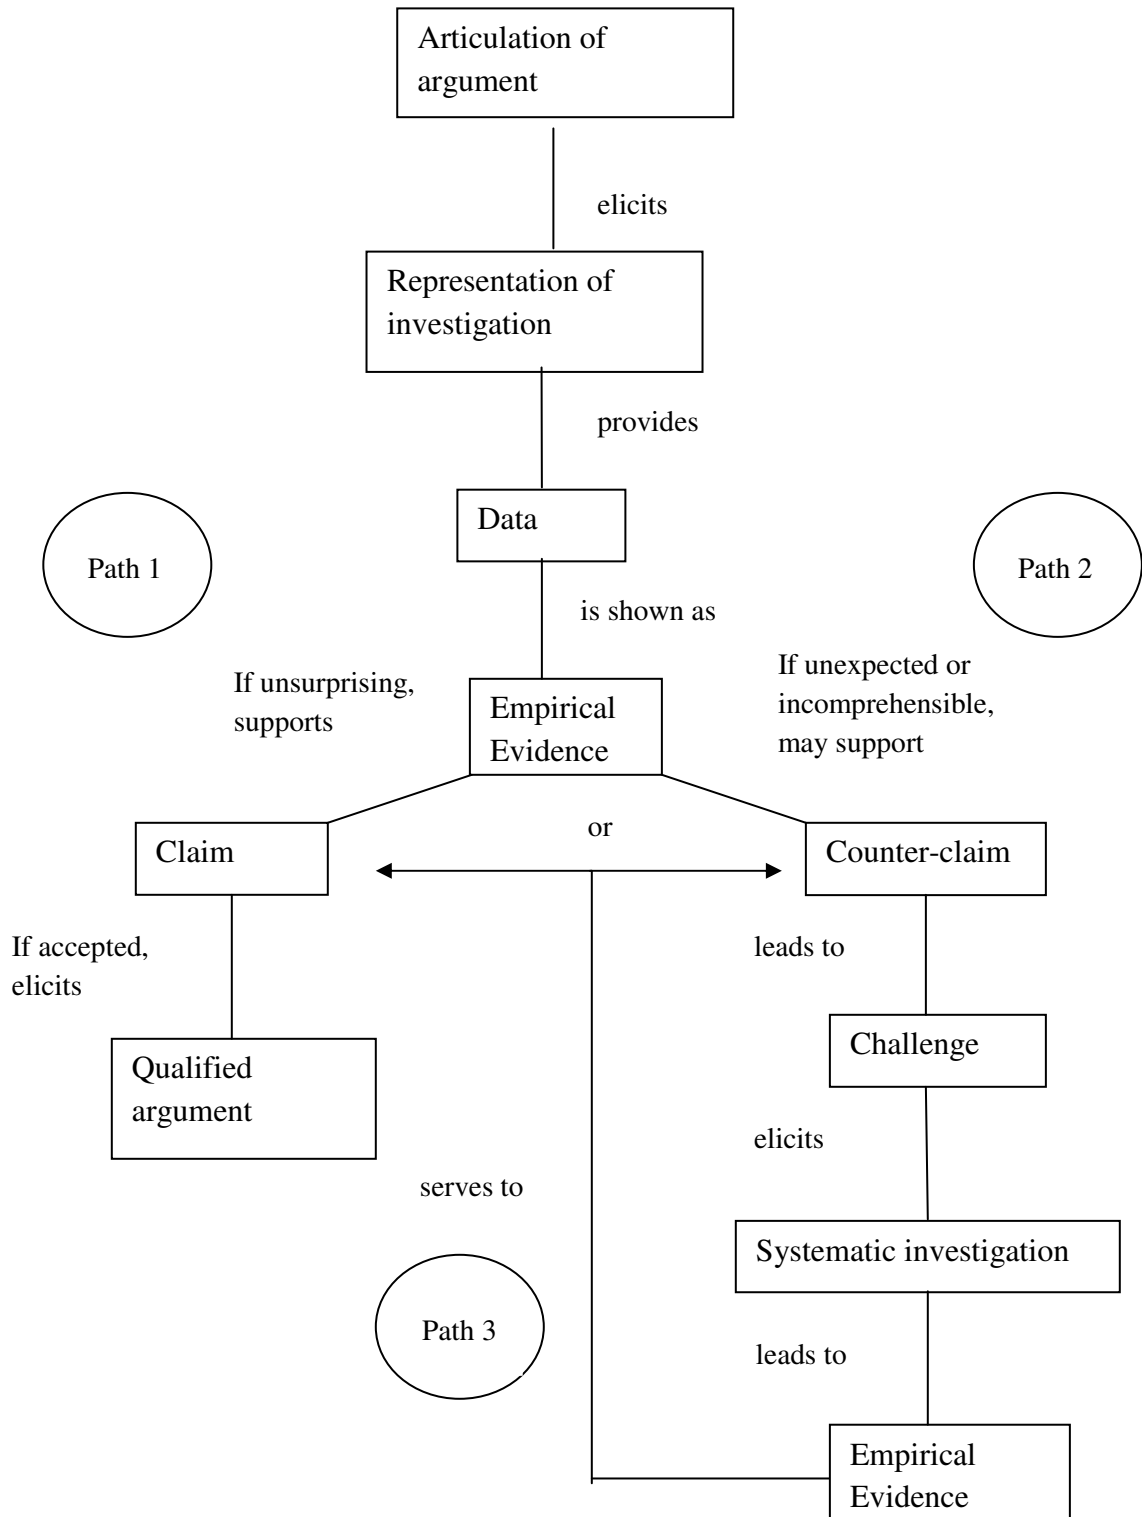 Articulation of
argument
elicits
Representation of
investigation
provides
Data
Path 1
Path 2
is shown as
If unsurprising,
supports
Empirical
Evidence
If unexpected or
incomprehensible,
may support
or
Claim
Counter-claim
If accepted,
elicits
leads to
Qualified
argument
Challenge
elicits
serves to
Systematic investigation
Path 3
leads to
Empirical
Evidence